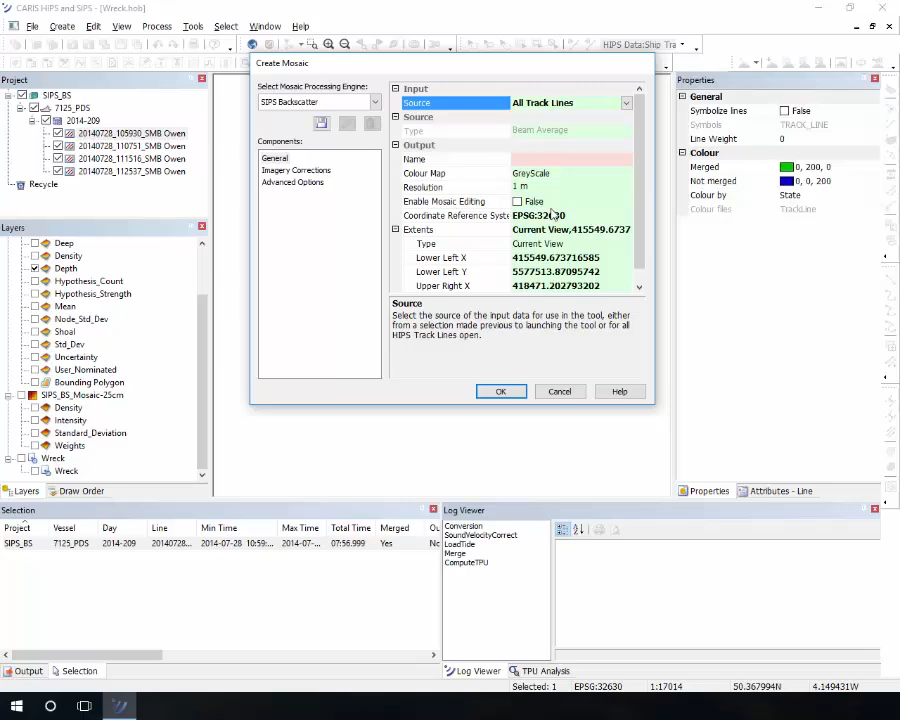 CARIS HIPS and SIPS - [Wreck.hob]
File Create Edit View Process Tools Select Window Help
HIPS Data:Ship Tra
Project
SIPS_BS
7125_PDS
2014-209
20140728_105930_SMB Owen
20140728_110751_SMB Owen
20140728_111516_SMB Owen
20140728_112537_SMB Owen
Recycle
Layers
Deep
Density
Depth
Hypothesis_Count
Hypothesis_Strength
Mean
Node_Std_Dev
Shoal
Std_Dev
Uncertainty
User_Nominated
Bounding Polygon
SIPS_BS_Mosaic-25cm
Density
Intensity
Standard_Deviation
Weights
Wreck
Wreck
Layers Draw Order
Create Mosaic
Select Mosaic Processing Engine:
SIPS Backscatter
Components:
General
Imagery Corrections
Advanced Options
Input
Source All Track Lines
Source
Type Beam Average
Output
Name
Colour Map GreyScale
Resolution 1 m
Enable Mosaic Editing False
Coordinate Reference Syste EPSG:32630
Extents Current View,415549.6737
Type Current View
Lower Left X 415549.673716585
Lower Left Y 5577513.87095742
Upper Right X 418471.202793202
Source
Select the source of the input data for use in the tool, either
from a selection made previous to launching the tool or for all
HIPS Track Lines open.
OK Cancel Help
Properties
General
Symbolize lines False
Symbols TRACK_LINE
Line Weight 0
Colour
Merged 0, 200, 0
Not merged 0, 0, 200
Colour By State
Colour files TrackLine
Properties Attributes - Line
Selection
Project Vessel Day Line Min Time Max Time Total Time Merged Ou
SIPS_BS 7125_PDS 2014-209 20140728... 2014-07-28 10:59:... 2014-07-... 07:56.999 Yes No
Output Selection
Log Viewer
Conversion
SoundVelocityCorrect
LoadTide
Merge
ComputeTPU
Log Viewer TPU Analysis
Selected: 1 EPSG:32630 1:17014 50.367994N 4.149431W